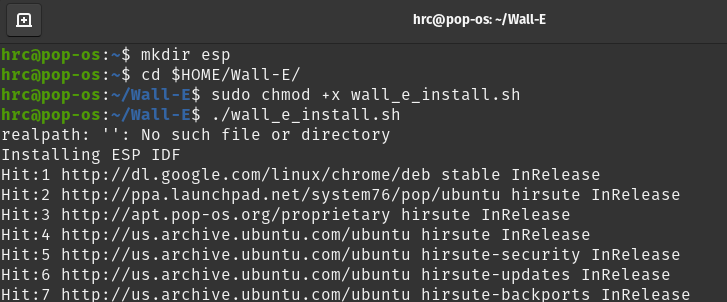 hrc@pop-os: ~/Wall-E
hrc@pop-os:~$ mkdir esp
hrc@pop-os:~$ cd $HOME/Wall-E/
hrc@pop-os:~/Wall-E$ sudo chmod +x wall_e_install.sh
hrc@pop-os:~/Wall-E$ ./wall_e_install.sh
realpath: '': No such file or directory
Installing ESP IDF
Hit:1 http://dl.google.com/linux/chrome/deb stable InRelease
Hit:2 http://ppa.launchpad.net/system76/pop/ubuntu hirsute InRelease
Hit:3 http://apt.pop-os.org/proprietary hirsute InRelease
Hit:4 http://us.archive.ubuntu.com/ubuntu hirsute InRelease
Hit:5 http://us.archive.ubuntu.com/ubuntu hirsute-security InRelease
Hit:6 http://us.archive.ubuntu.com/ubuntu hirsute-updates InRelease
Hit:7 http://us.archive.ubuntu.com/ubuntu hirsute-backports InRelease